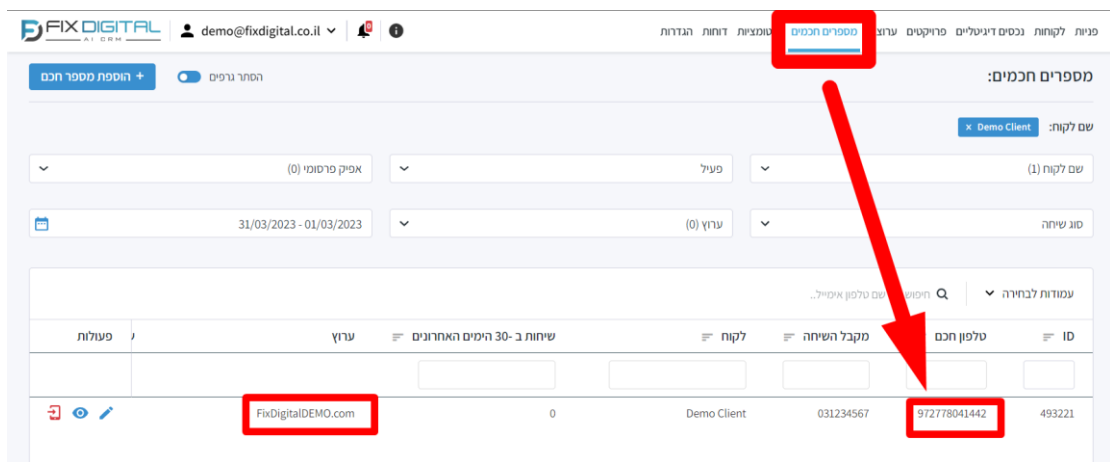 FIX DIGITAL
AI CRM
demo@fixdigital.co.il
פניות לקוחות נכסים דיגיטליים פרויקטים ערוצ מספרים חכמים טומציות דוחות הגדרות
מספרים חכמים:
הסתר גרפים
+ הוספת מספר חכם
שם לקוח: Demo Client ×
שם לקוח (1) פעיל אפיק פרסומי (0)
סוג שיחה ערוץ (0) 31/03/2023 - 01/03/2023
עמודות לבחירה חיפוש שם טלפון אימייל..
ID טלפון חכם מקבל השיחה לקוח שיחות ב -30 הימים האחרונים ערוץ פעולות
493221 972778041442 031234567 Demo Client 0 FixDigitalDEMO.com